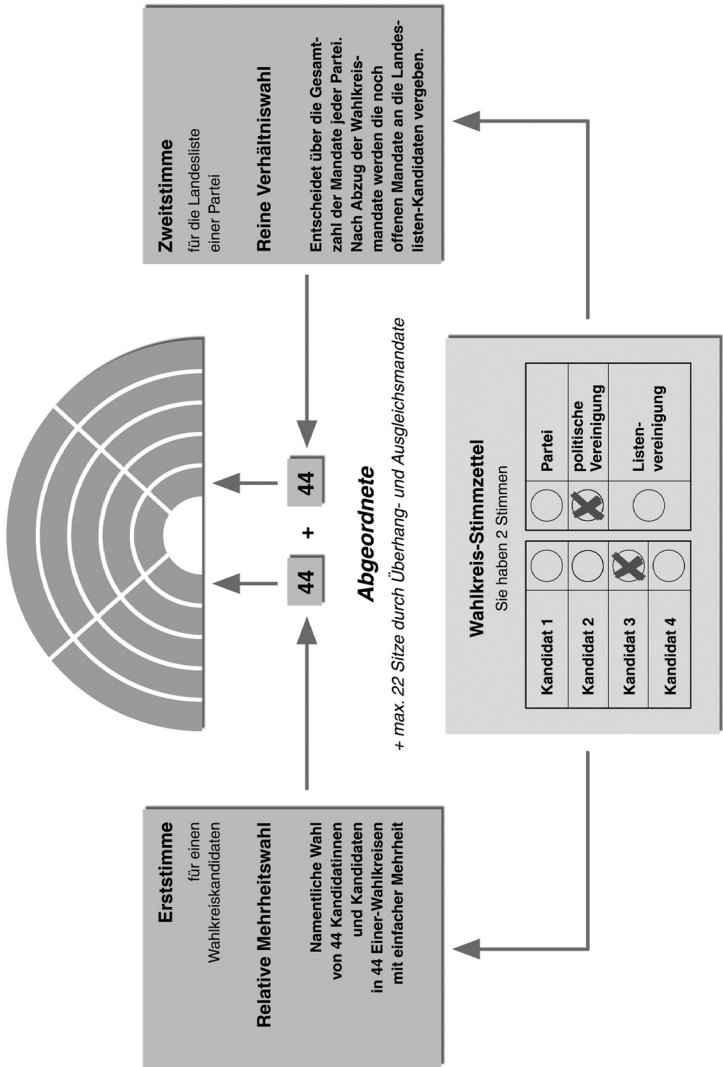 Erststimme
für einen
Wahlkreiskandidaten
Relative Mehrheitswahl
Namentliche Wahl
von 44 Kandidatinnen
und Kandidaten
in 44 Einer-Wahlkreisen
mit einfacher Mehrheit
44 + 44
Abgeordnete
+ max. 22 Sitze durch Überhang- und Ausgleichsmandate
Zweitstimme
für die Landesliste
einer Partei
Reine Verhältniswahl
Entscheidet über die Gesamt-
zahl der Mandate jeder Partei.
Nach Abzug der Wahlkreis-
mandate werden die noch
offenen Mandate an die Landes-
listen-Kandidaten vergeben.
Wahlkreis-Stimmzettel
Sie haben 2 Stimmen
Kandidat 1
Kandidat 2
Kandidat 3
Kandidat 4
Partei
politische
Vereinigung
Listen-
vereinigung